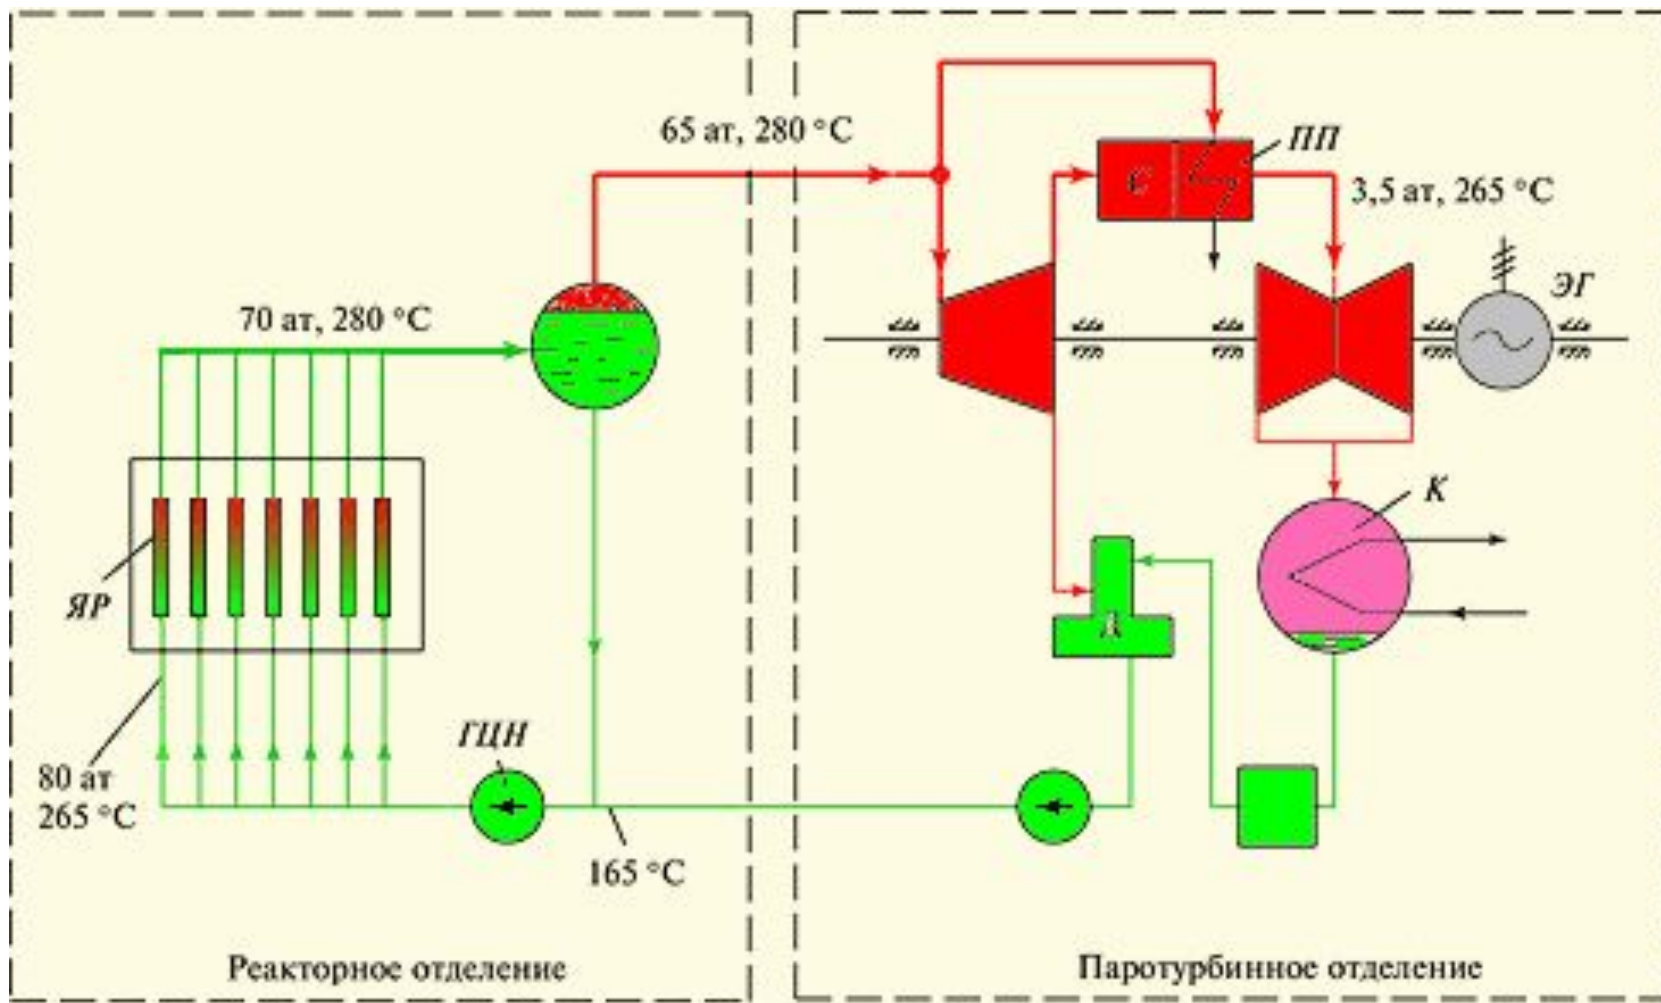 65 ат, 280 °С
ПП
С
3,5 ат, 265 °С
ЭГ
70 ат, 280 °С
К
ЯР
Д
ГЦН
80 ат
265 °С
165 °С
Реакторное отделение
Паротурбинное отделение